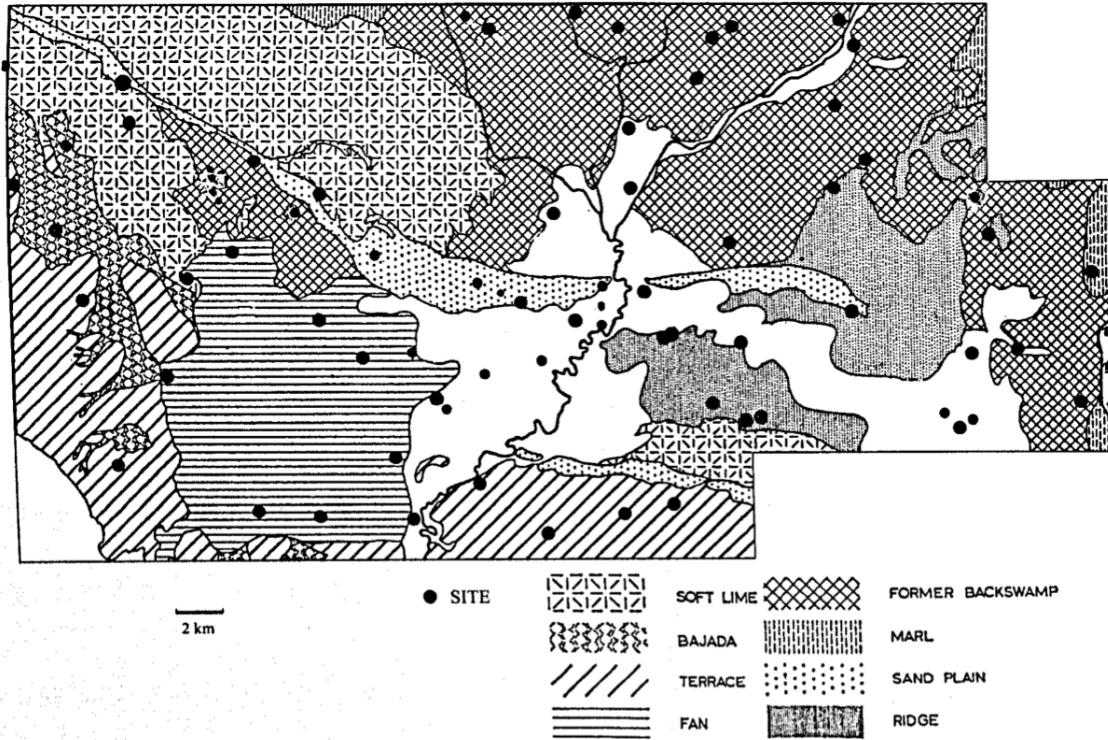 SITE
2 km
SOFT LIME
BAJADA
TERRACE
FAN
FORMER BACKSWAMP
MARL
SAND PLAIN
RIDGE